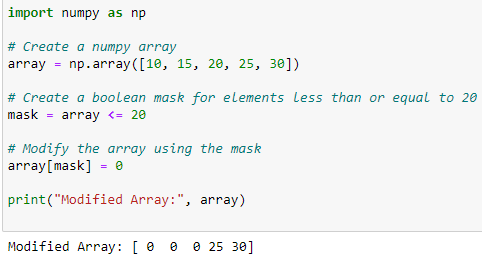 import numpy as np
# Create a numpy array
array = np.array([10, 15, 20, 25, 30])
# Create a boolean mask for elements less than or equal to 20
mask = array <= 20
# Modify the array using the mask
array[mask] = 0
print("Modified Array:", array)
Modified Array: [ 0  0  0 25 30]